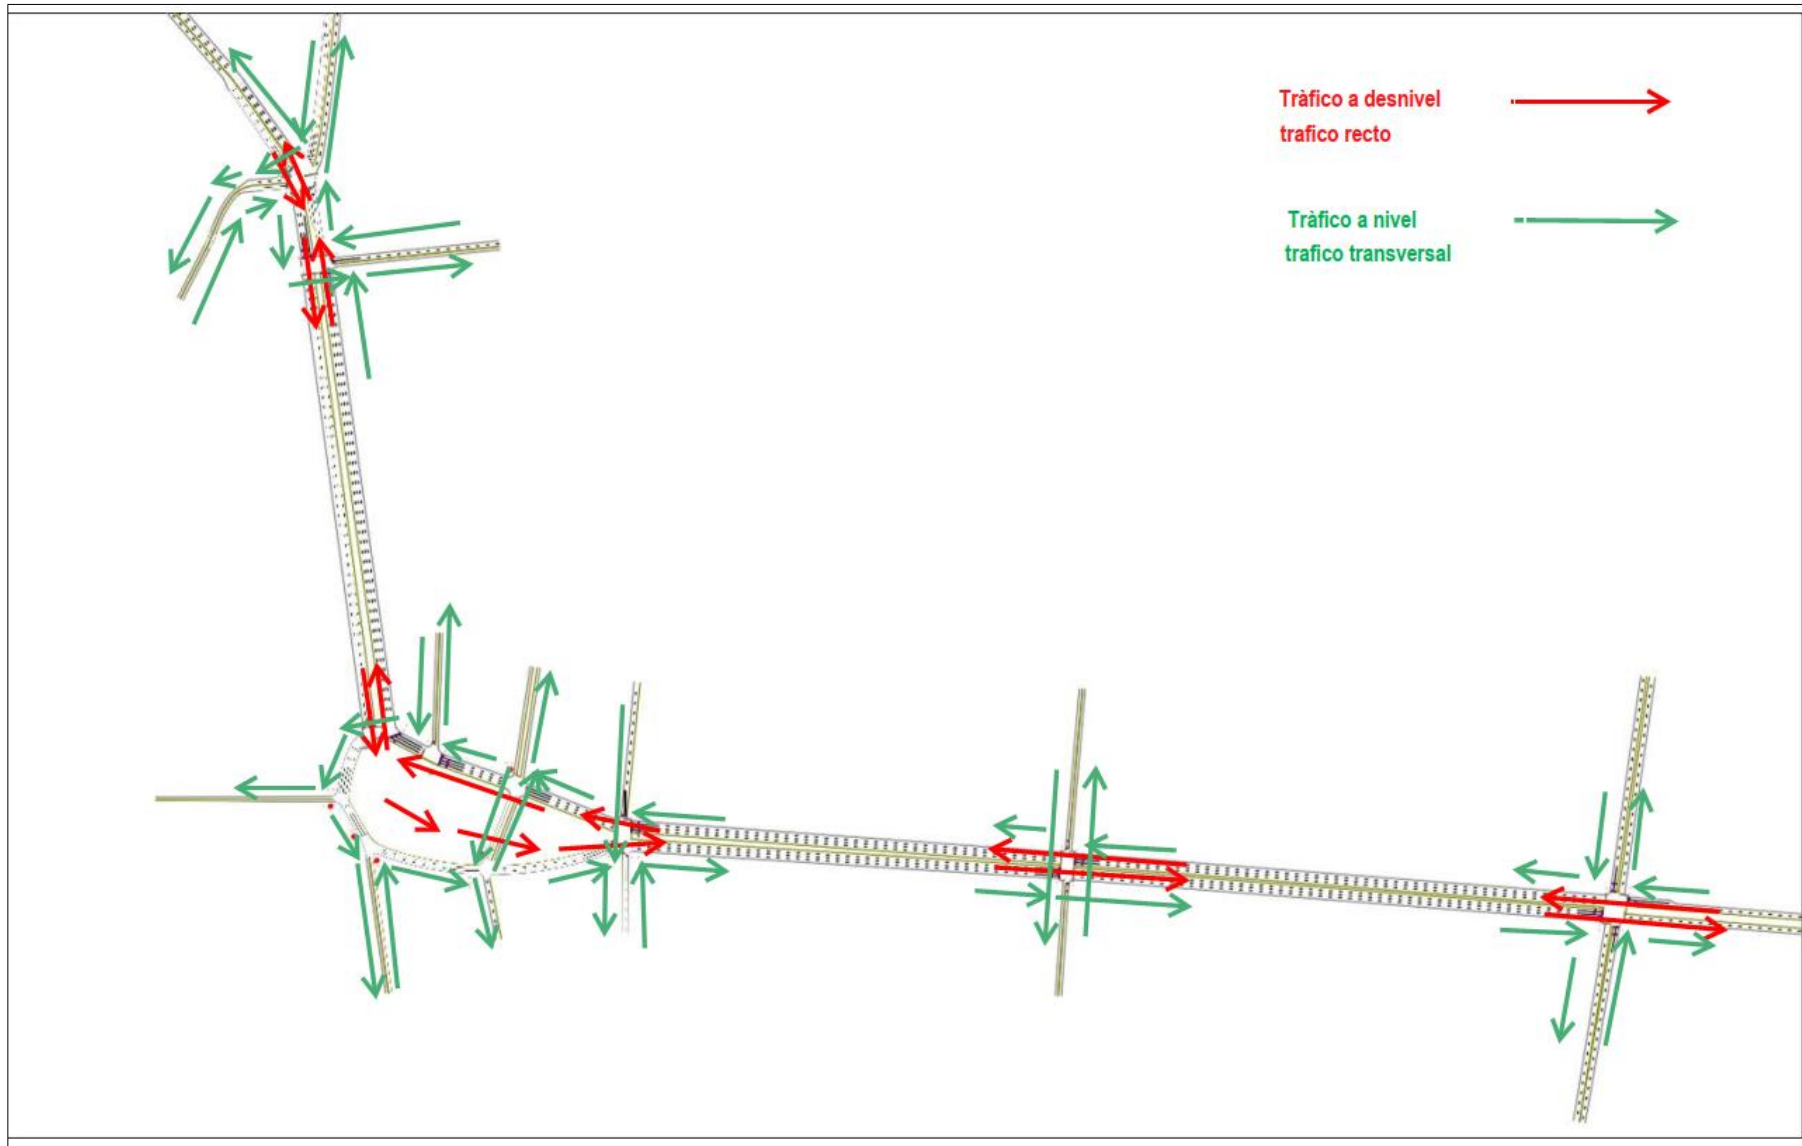 Tràfico a desnivel
trafico recto
Tràfico a nivel
trafico transversal